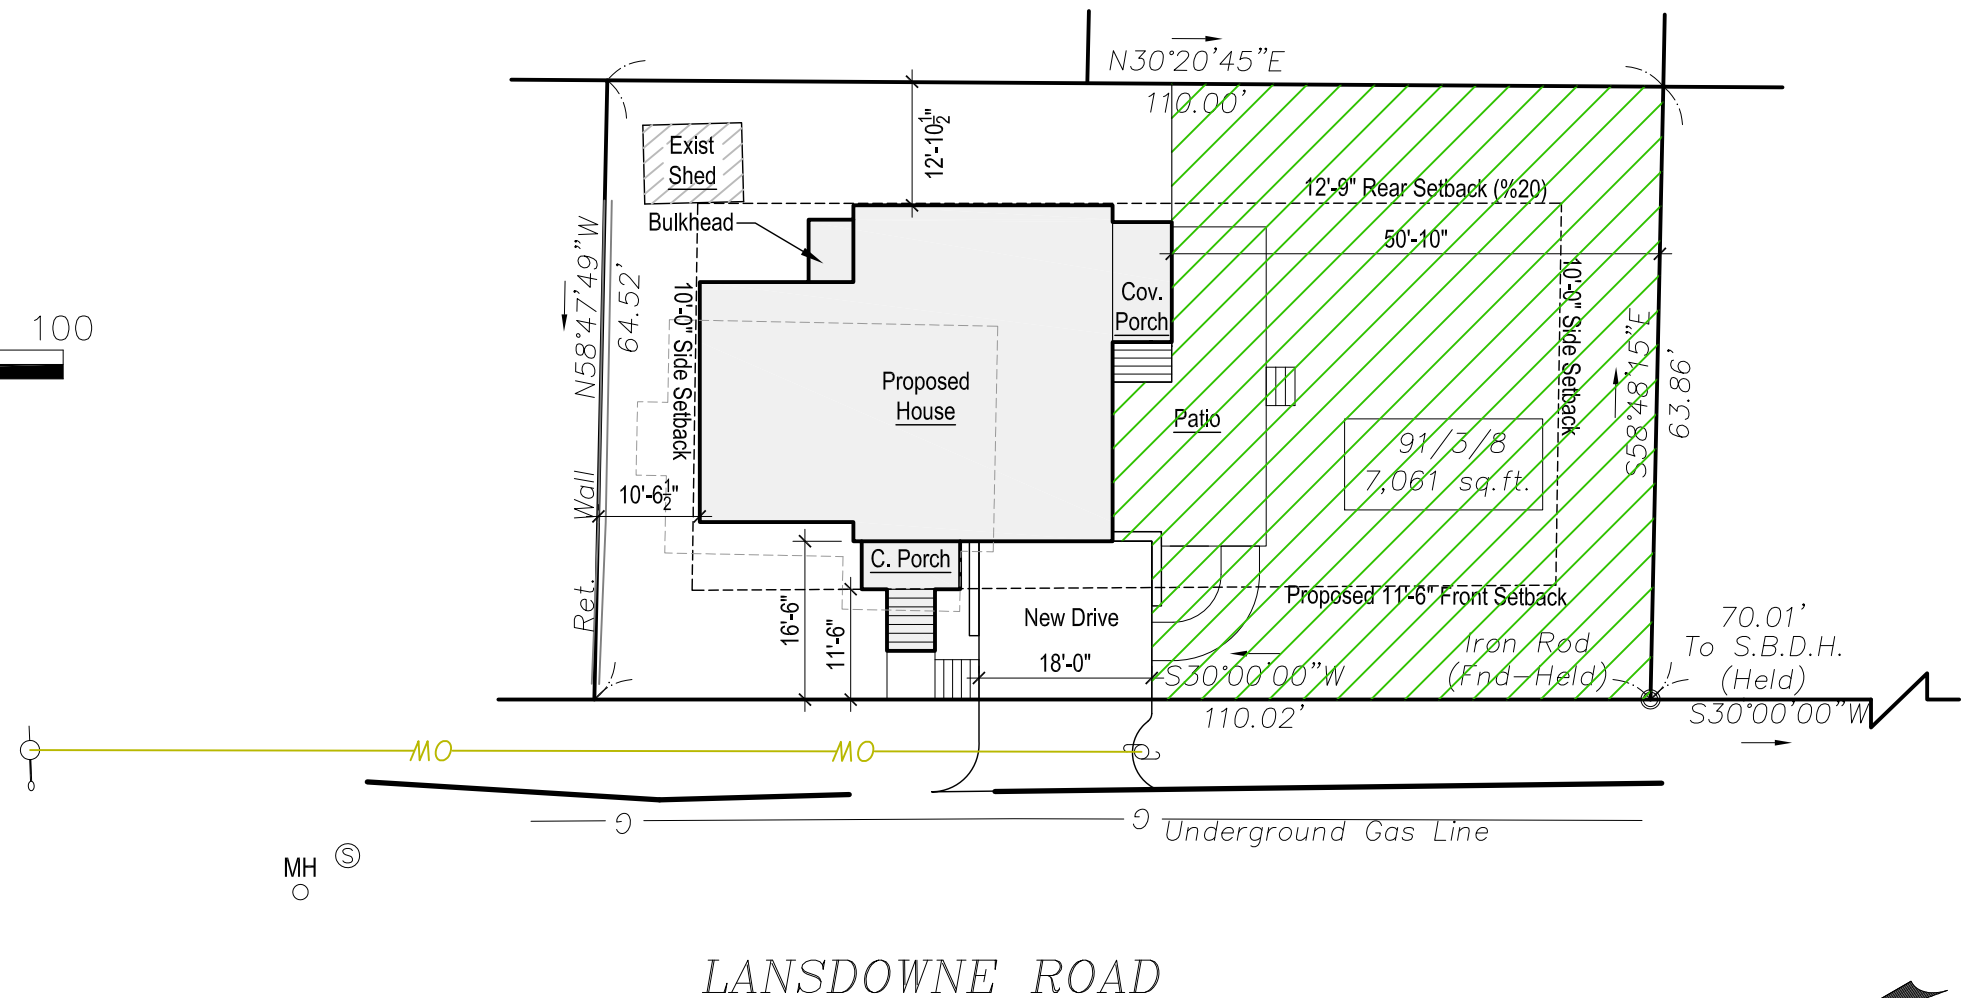 N30°20'45"E
110.00'
100
Exist
Shed
12'-10½"
12'-9" Rear Setback (%20)
Bulkhead
50'-10"
N58°47'49"W
64.52'
10'-0" Side Setback
Cov.
Porch
10'-0" Side Setback
S58°48'15"E
63.86'
Proposed
House
Patio
91/3/8
7,061 sq.ft.
Ret. Wall
10'-6½"
C. Porch
16'-6"
11'-6"
New Drive
18'-0"
Proposed 11'-6" Front Setback
Iron Rod
(Fnd-Held)
S30°00'00"W
110.02'
70.01'
To S.B.D.H.
(Held)
S30°00'00"W
OW
OW
G
G
Underground Gas Line
MH
S
LANSDOWNE ROAD